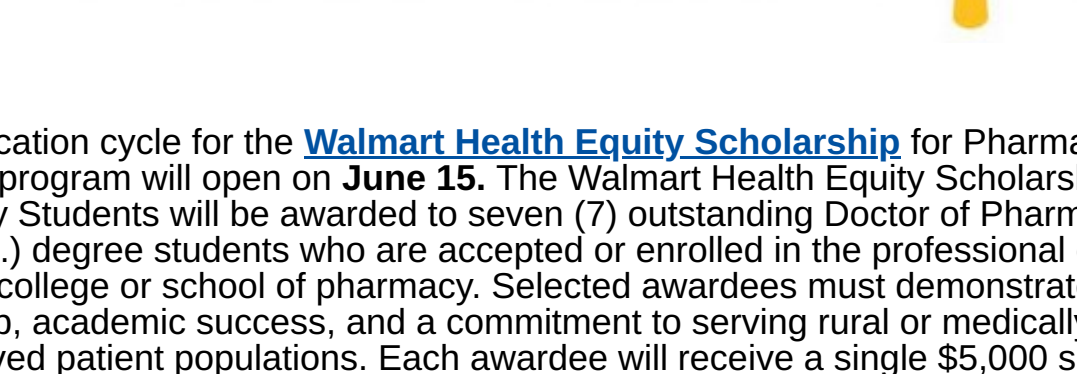 cation cycle for the Walmart Health Equity Scholarship for Pharma
program will open on June 15. The Walmart Health Equity Scholars
y Students will be awarded to seven (7) outstanding Doctor of Pharm
.) degree students who are accepted or enrolled in the professional
college or school of pharmacy. Selected awardees must demonstrat
p, academic success, and a commitment to serving rural or medically
ved patient populations. Each awardee will receive a single $5,000 s